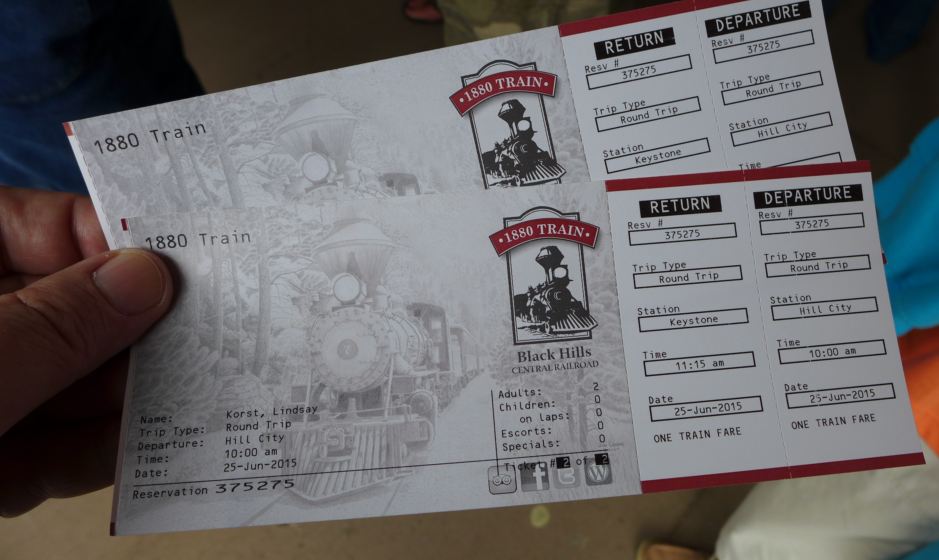 1880 Train
1880 TRAIN
RETURN
Resv #
375275
Trip Type
Round Trip
Station
Keystone
DEPARTURE
Resv #
375275
Trip Type
Round Trip
Station
Hill City
Time
1880 Train
Name: Korst, Lindsay
Trip Type: Round Trip
Departure: Hill City
Time: 10:00 am
Date: 25-Jun-2015
Reservation 375275
1880 TRAIN
Black Hills
CENTRAL RAILROAD
Adults: 2
Children: 0
on laps: 0
Escorts: 0
Specials: 0
Ticket #2 of 2
RETURN
Resv #
375275
Trip Type
Round Trip
Station
Keystone
Time
11:15 am
Date
25-Jun-2015
ONE TRAIN FARE
DEPARTURE
Resv #
375275
Trip Type
Round Trip
Station
Hill City
Time
10:00 am
Date
25-Jun-2015
ONE TRAIN FARE